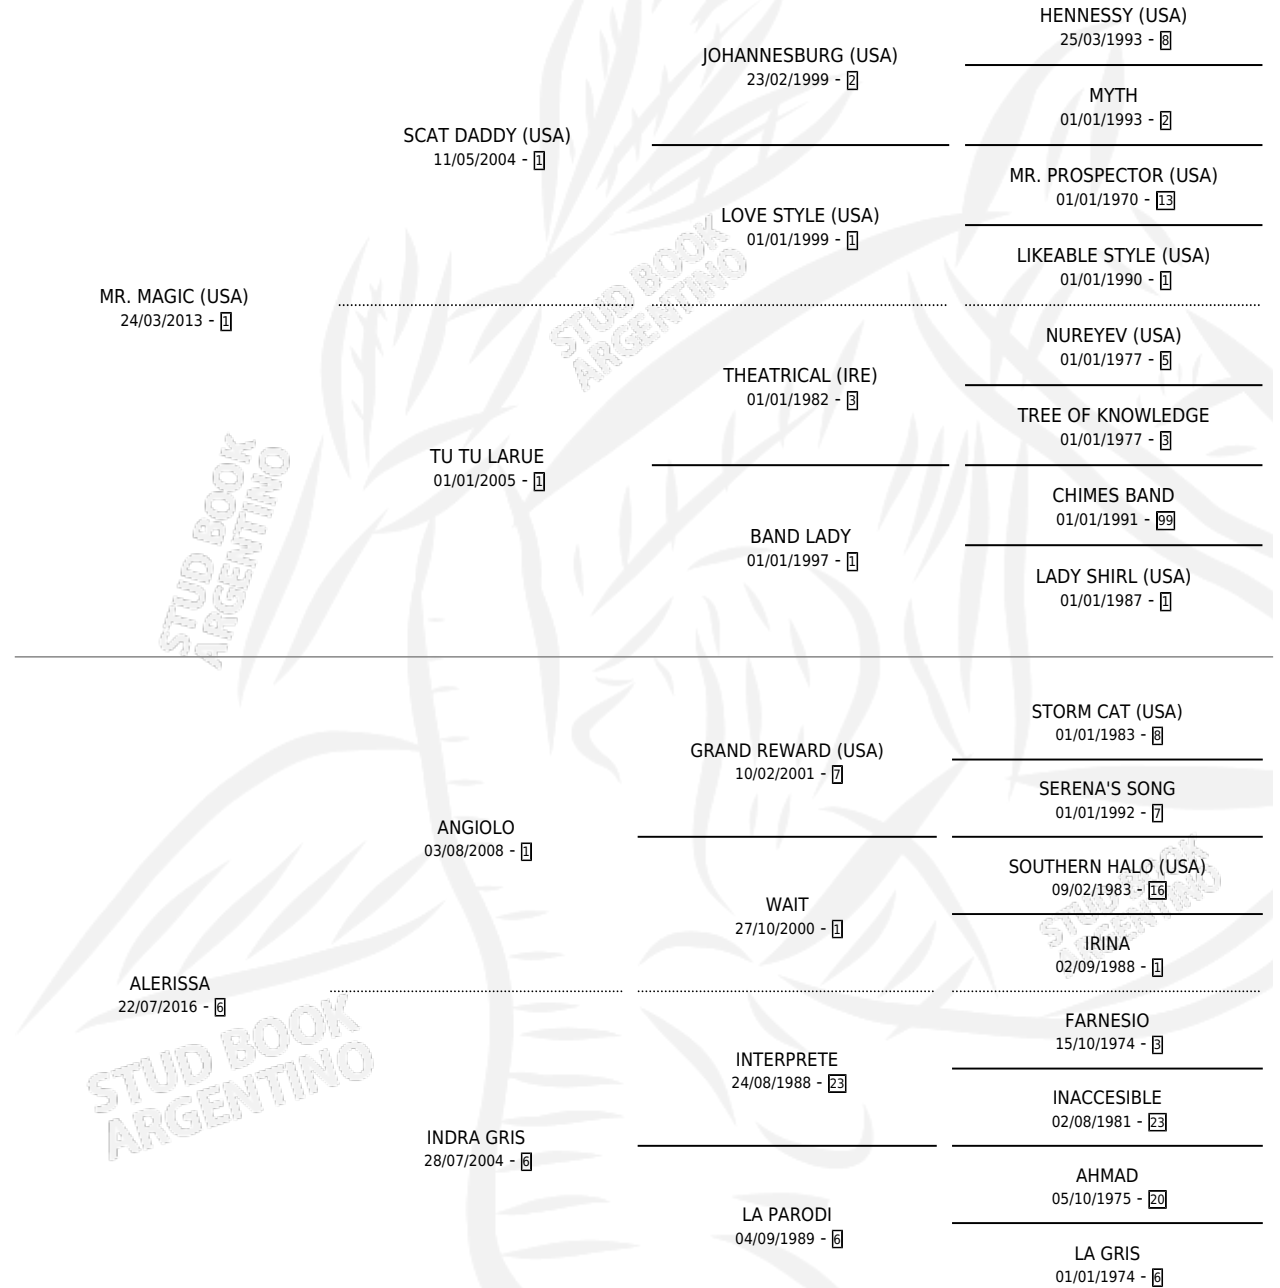 HENNESSY (USA)
25/03/1993 - 8
JOHANNESBURG (USA)
23/02/1999 - 2
MYTH
01/01/1993 - 2
SCAT DADDY (USA)
11/05/2004 - 1
MR. PROSPECTOR (USA)
01/01/1970 - 13
LOVE STYLE (USA)
01/01/1999 - 1
LIKEABLE STYLE (USA)
01/01/1990 - 1
MR. MAGIC (USA)
24/03/2013 - 1
STUD BOOK
ARGENTINO
NUREYEV (USA)
01/01/1977 - 5
THEATRICAL (IRE)
01/01/1982 - 3
TREE OF KNOWLEDGE
01/01/1977 - 3
TU TU LARUE
01/01/2005 - 1
CHIMES BAND
01/01/1991 - 99
BAND LADY
01/01/1997 - 1
LADY SHIRL (USA)
01/01/1987 - 1
STUD BOOK
ARGENTINO
STORM CAT (USA)
01/01/1983 - 8
GRAND REWARD (USA)
10/02/2001 - 7
SERENA'S SONG
01/01/1992 - 7
ANGIOLO
03/08/2008 - 1
SOUTHERN HALO (USA)
09/02/1983 - 16
WAIT
27/10/2000 - 1
STUD BOOK
ARGENTINO
IRINA
02/09/1988 - 1
ALERISSA
22/07/2016 - 6
STUD BOOK
ARGENTINO
FARNESIO
15/10/1974 - 3
INTERPRETE
24/08/1988 - 23
INACCESIBLE
02/08/1981 - 23
INDRA GRIS
28/07/2004 - 6
AHMAD
05/10/1975 - 20
LA PARODI
04/09/1989 - 6
LA GRIS
01/01/1974 - 6